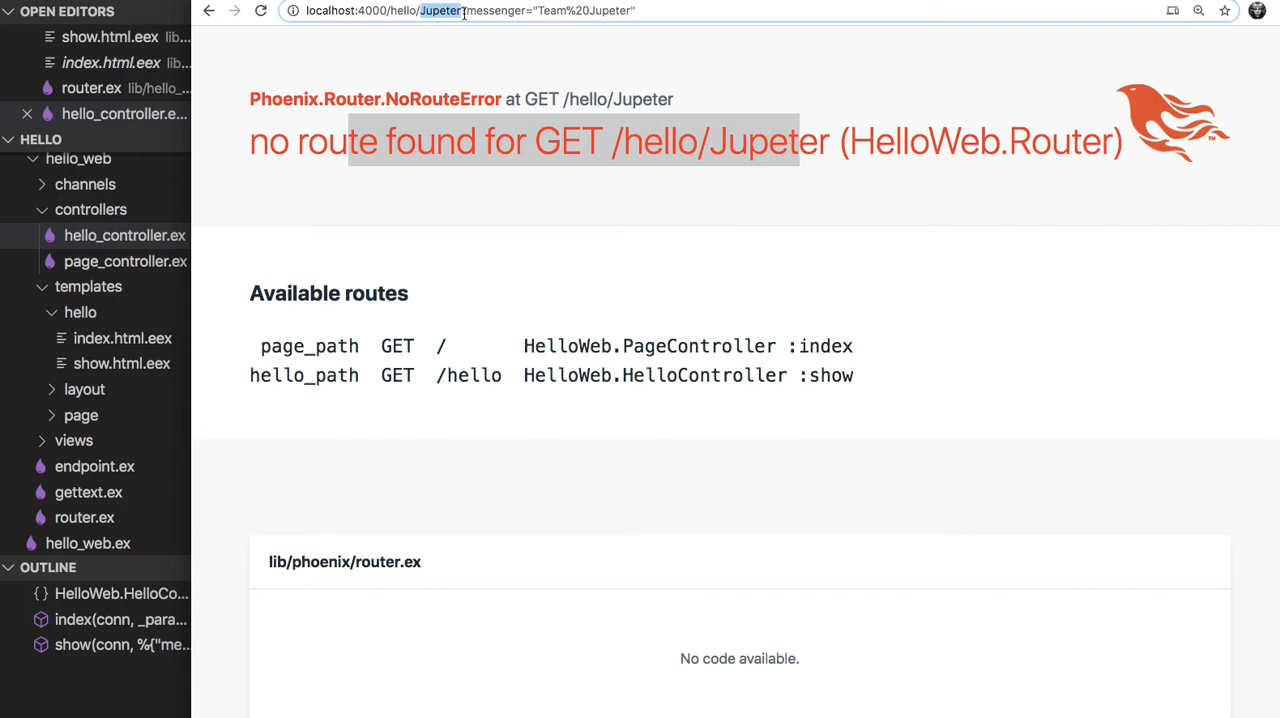 OPEN EDITORS
show.html.eex lib...
index.html.eex lib...
router.ex lib/hello_...
hello_controller.e...
HELLO
hello_web
channels
controllers
hello_controller.ex
page_controller.ex
templates
hello
index.html.eex
show.html.eex
layout
page
views
endpoint.ex
gettext.ex
router.ex
hello_web.ex
OUTLINE
HelloWeb.HelloCo...
index(conn, _para...
show(conn, %{"me...
localhost:4000/hello/Jupeter messenger="Team%20Jupeter"
Phoenix.Router.NoRouteError at GET /hello/Jupeter
no route found for GET /hello/Jupeter (HelloWeb.Router)
Available routes
page_path GET / HelloWeb.PageController :index
hello_path GET /hello HelloWeb.HelloController :show
lib/phoenix/router.ex
No code available.